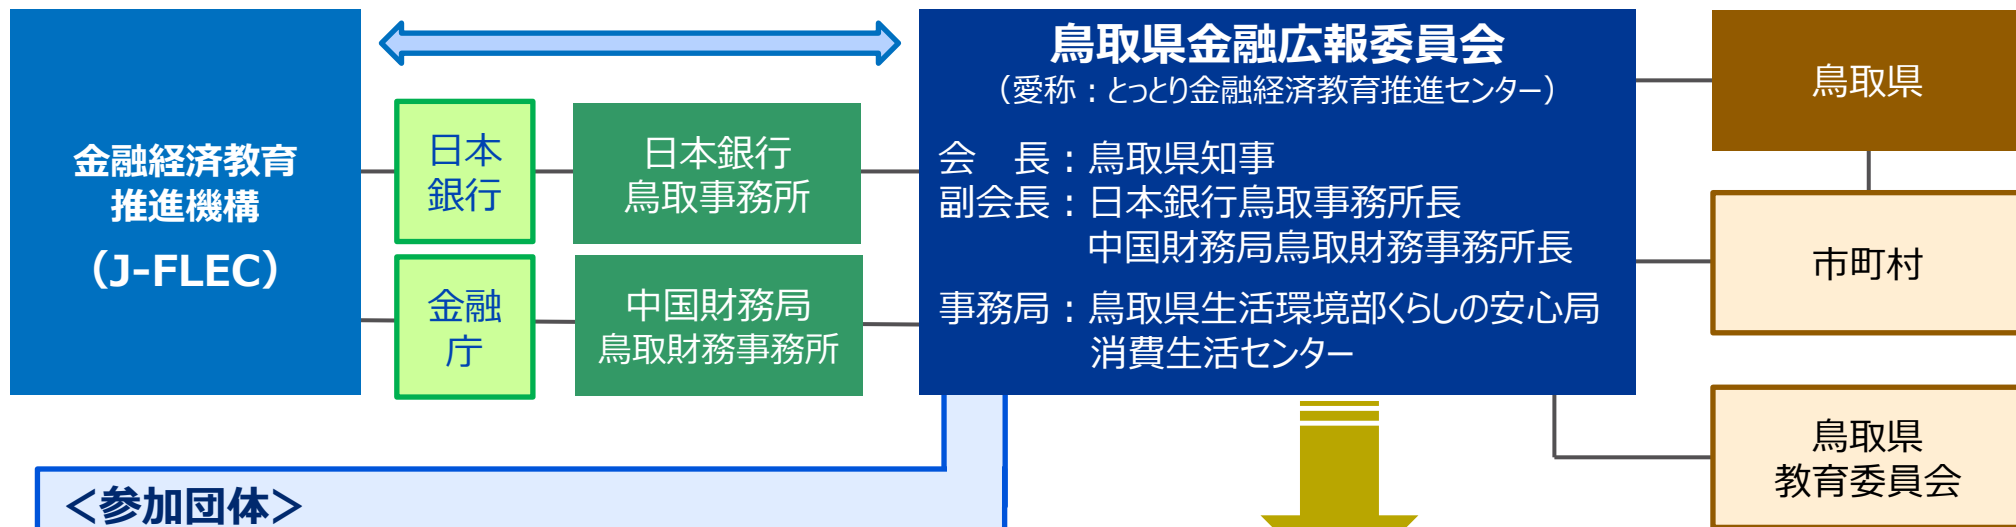 金融経済教育
推進機構
（J-FLEC）
日本
銀行
日本銀行
鳥取事務所
金融
庁
中国財務局
鳥取財務事務所
鳥取県金融広報委員会
（愛称：とっとり金融経済教育推進センター）
会　長：鳥取県知事
副会長：日本銀行鳥取事務所長
中国財務局鳥取財務事務所長
事務局：鳥取県生活環境部くらしの安心局
消費生活センター
鳥取県
市町村
鳥取県
教育委員会
＜参加団体＞